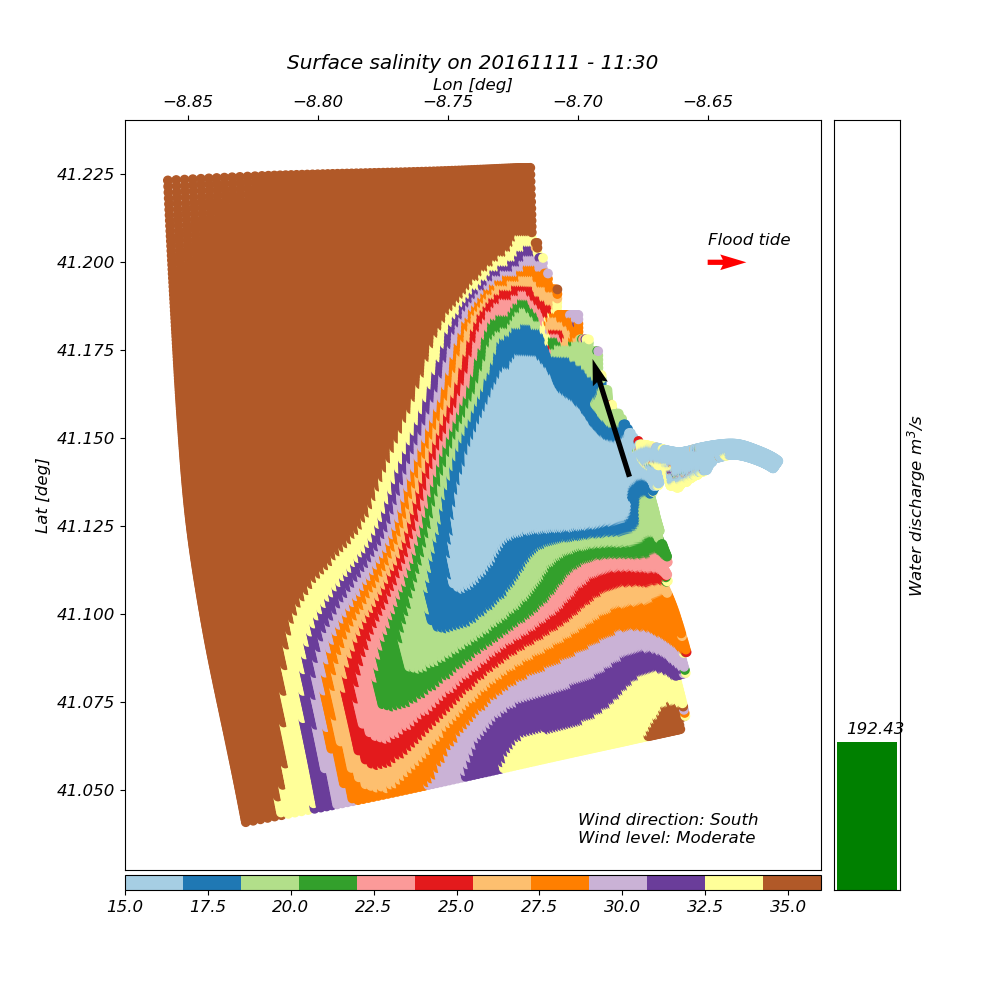 Surface salinity on 20161111 - 11:30
Lon [deg]
−8.85 −8.80 −8.75 −8.70 −8.65
41.225
41.200
41.175
41.150
41.125
41.100
41.075
41.050
Lat [deg]
Flood tide
Wind direction: South
Wind level: Moderate
15.0 17.5 20.0 22.5 25.0 27.5 30.0 32.5 35.0
192.43
Water discharge m³/s